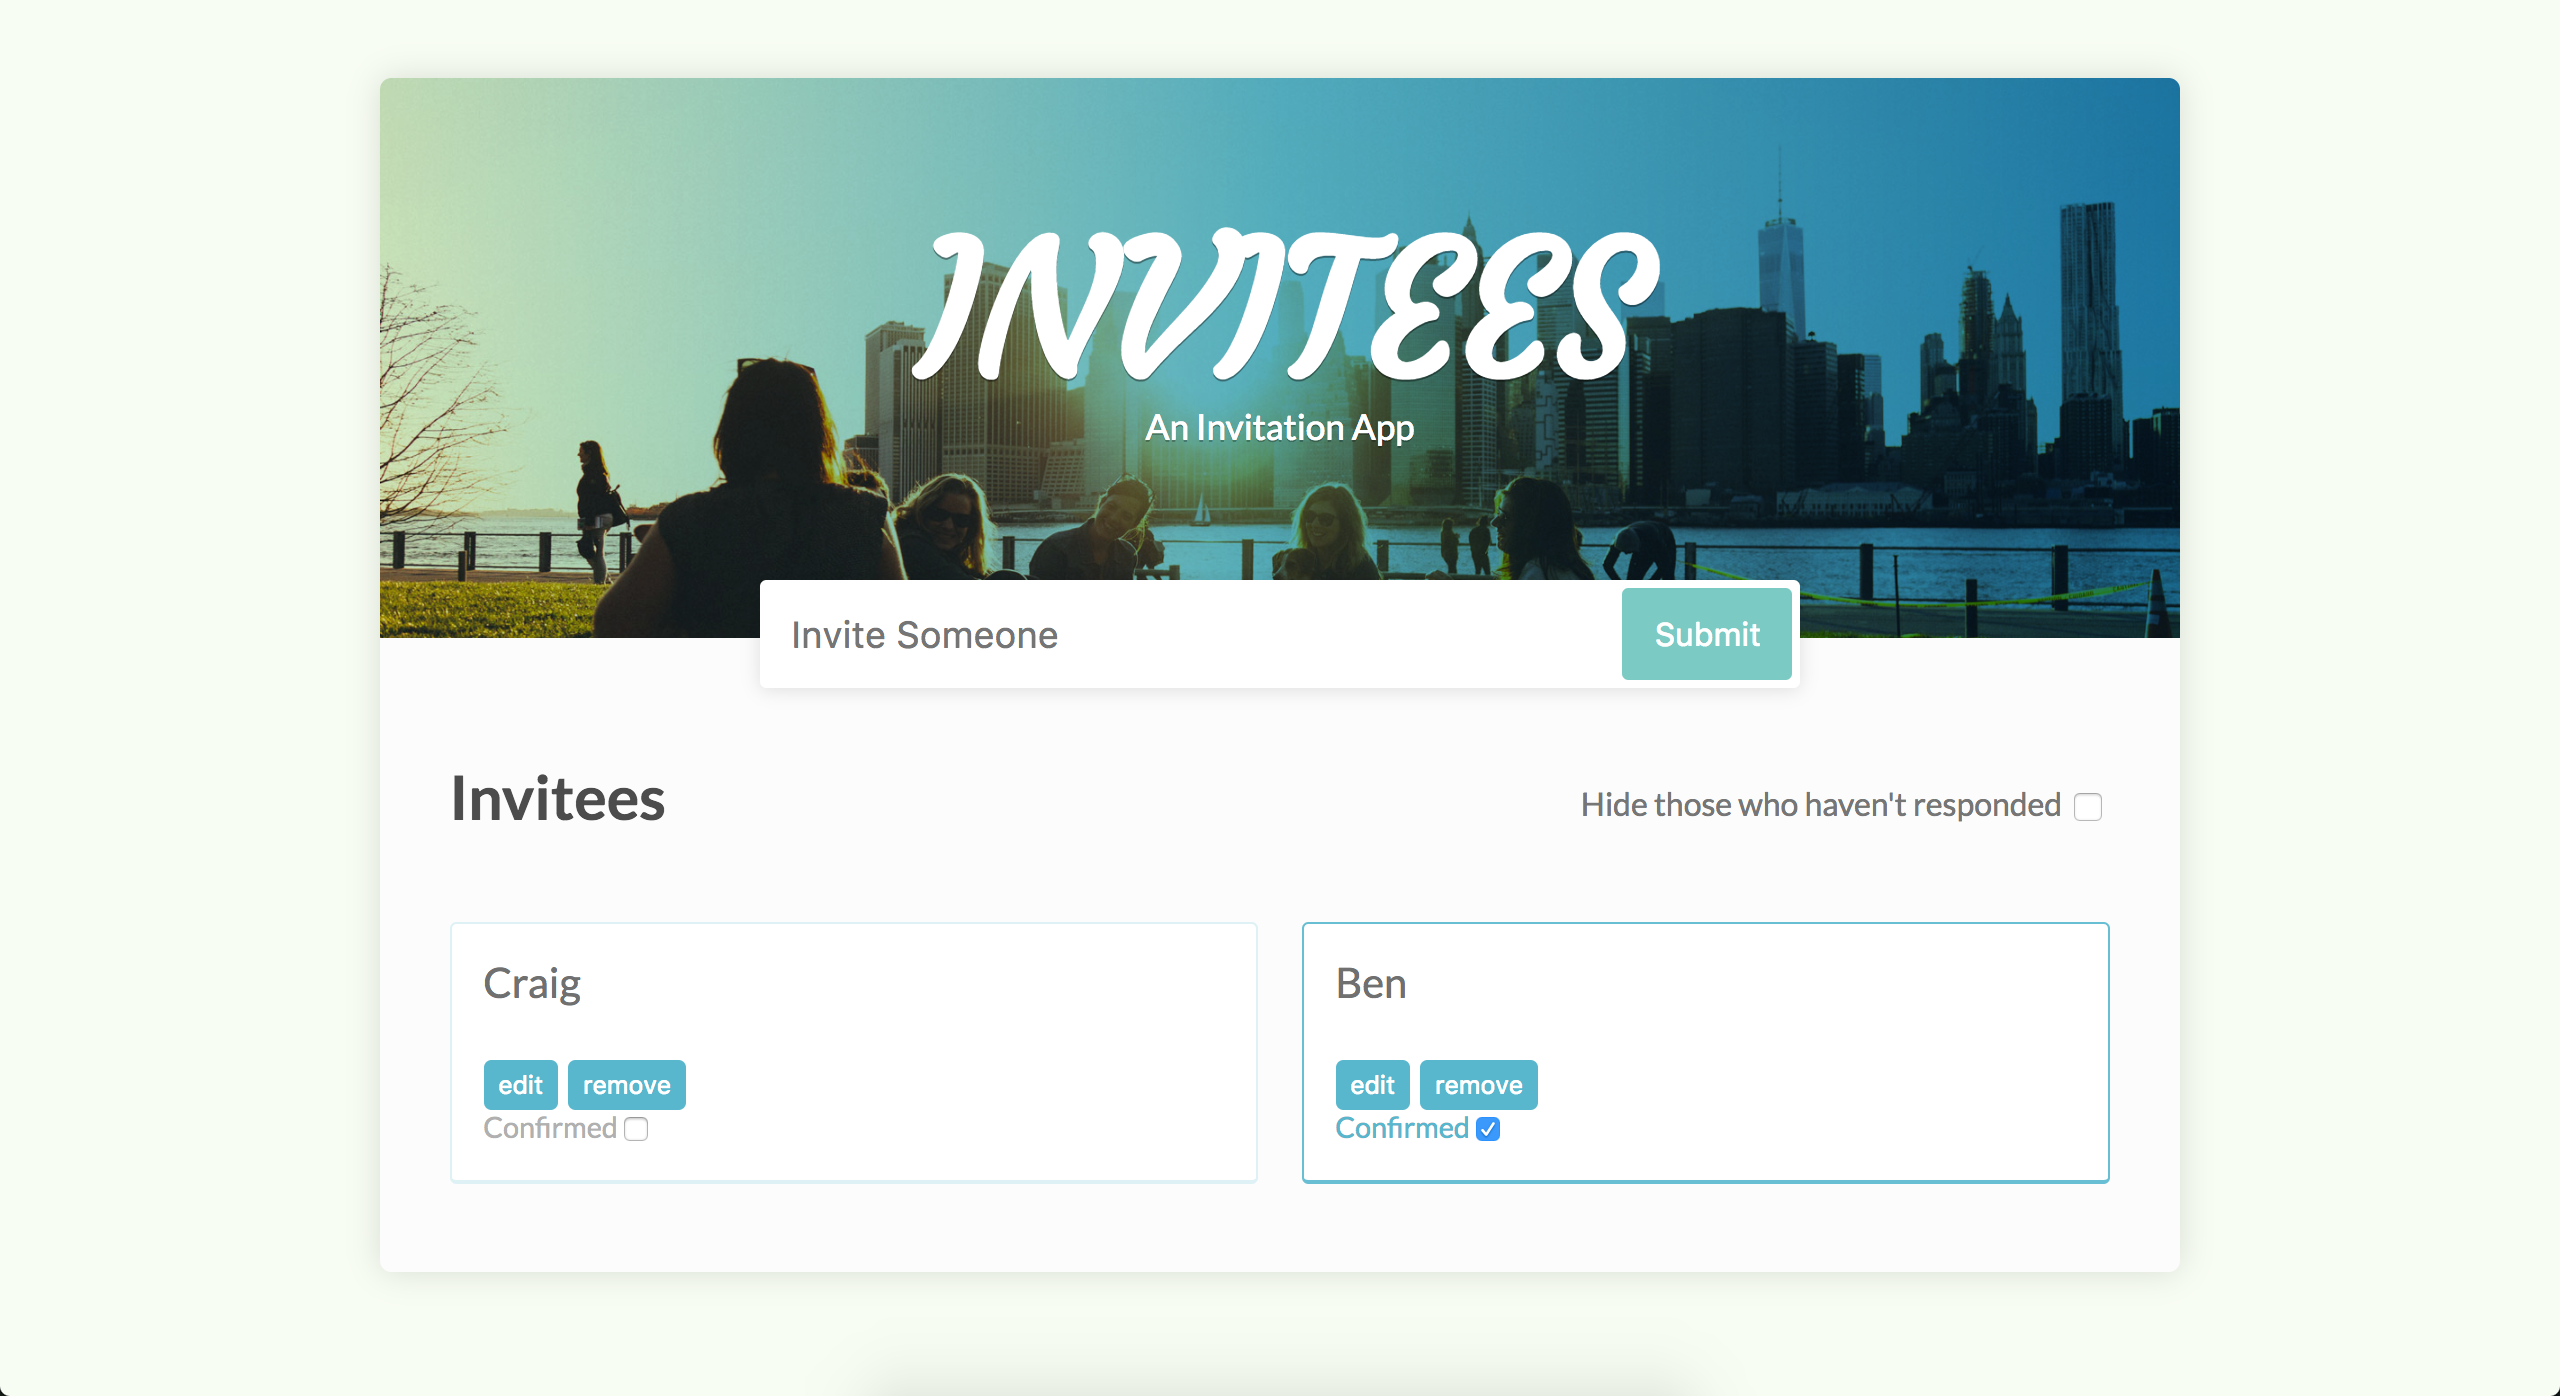 INVITEES
An Invitation App
Invite Someone
Submit
Invitees
Hide those who haven't responded
Craig
edit remove
Confirmed
Ben
edit remove
Confirmed